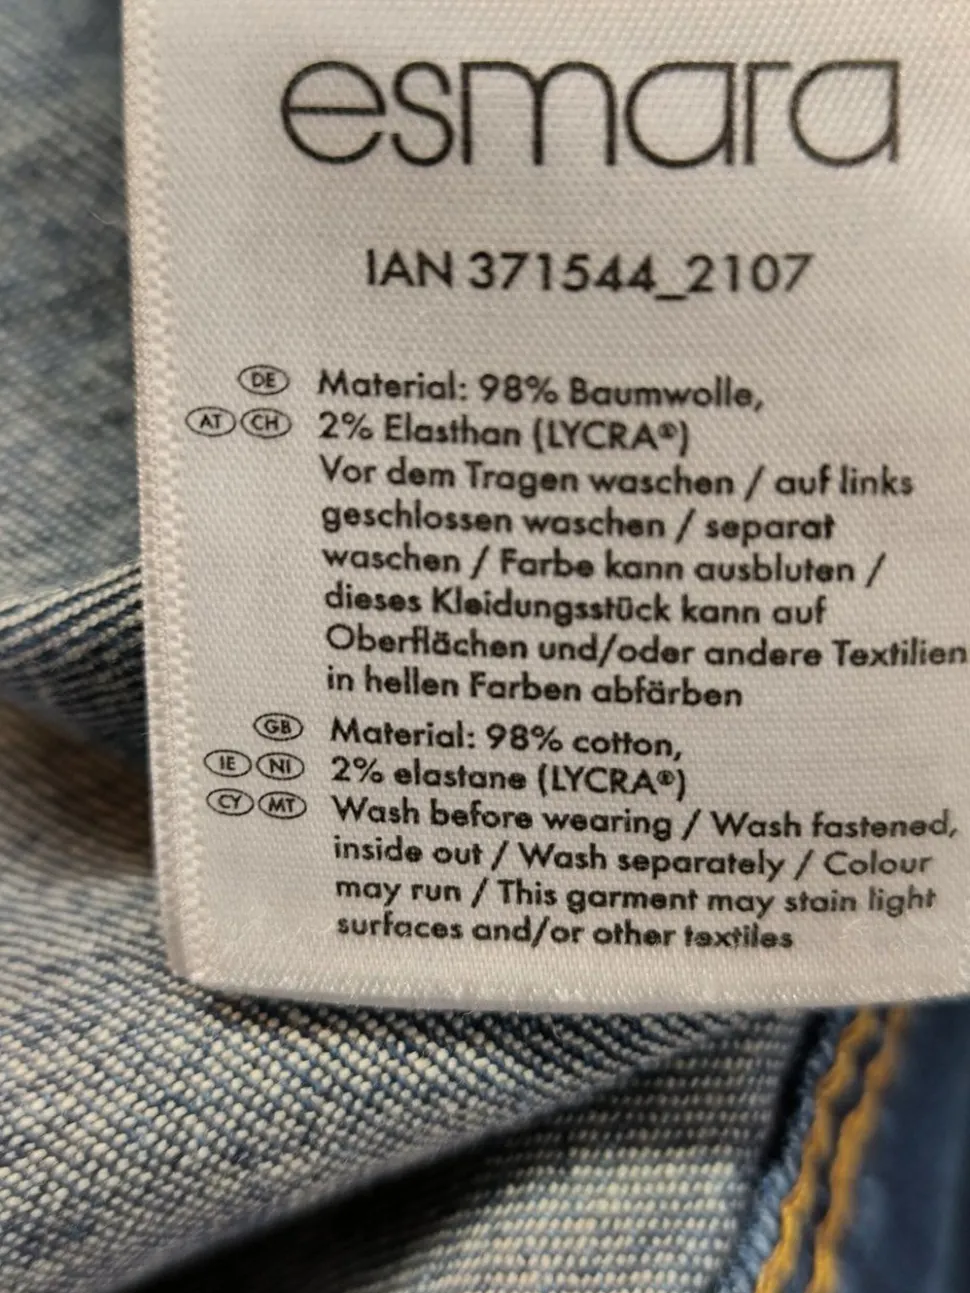 esmara
IAN 371544_2107
DE Material: 98% Baumwolle,
AT CH 2% Elasthan (LYCRA®)
Vor dem Tragen waschen / auf links
geschlossen waschen / separat
waschen / Farbe kann ausbluten /
dieses Kleidungsstück kann auf
Oberflächen und/oder andere Textilien
in hellen Farben abfärben
GB Material: 98% cotton,
IE NI 2% elastane (LYCRA®)
CY MT Wash before wearing / Wash fastened,
inside out / Wash separately / Colour
may run / This garment may stain light
surfaces and/or other textiles